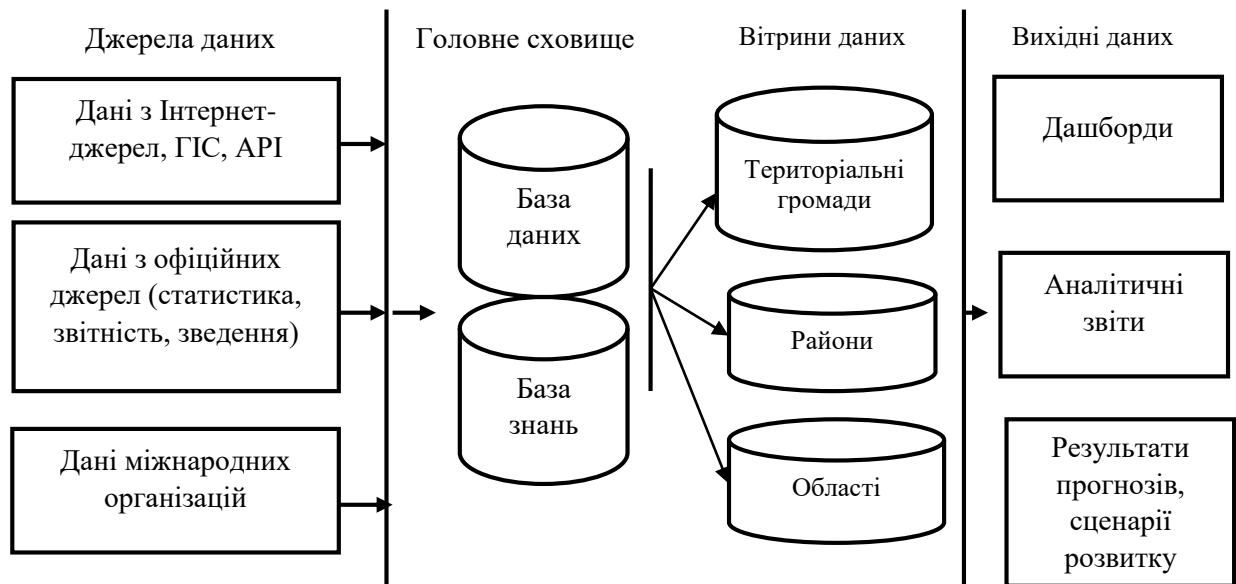 Джерела даних
Дані з Інтернет-
джерел, ГІС, API
Дані з офіційних
джерел (статистика,
звітність, зведення)
Дані міжнародних
організацій
Головне сховище
База
даних
База
знань
Вітрини даних
Територіальні
громади
Райони
Області
Вихідні даних
Дашборди
Аналітичні
звіти
Результати
прогнозів,
сценарії
розвитку